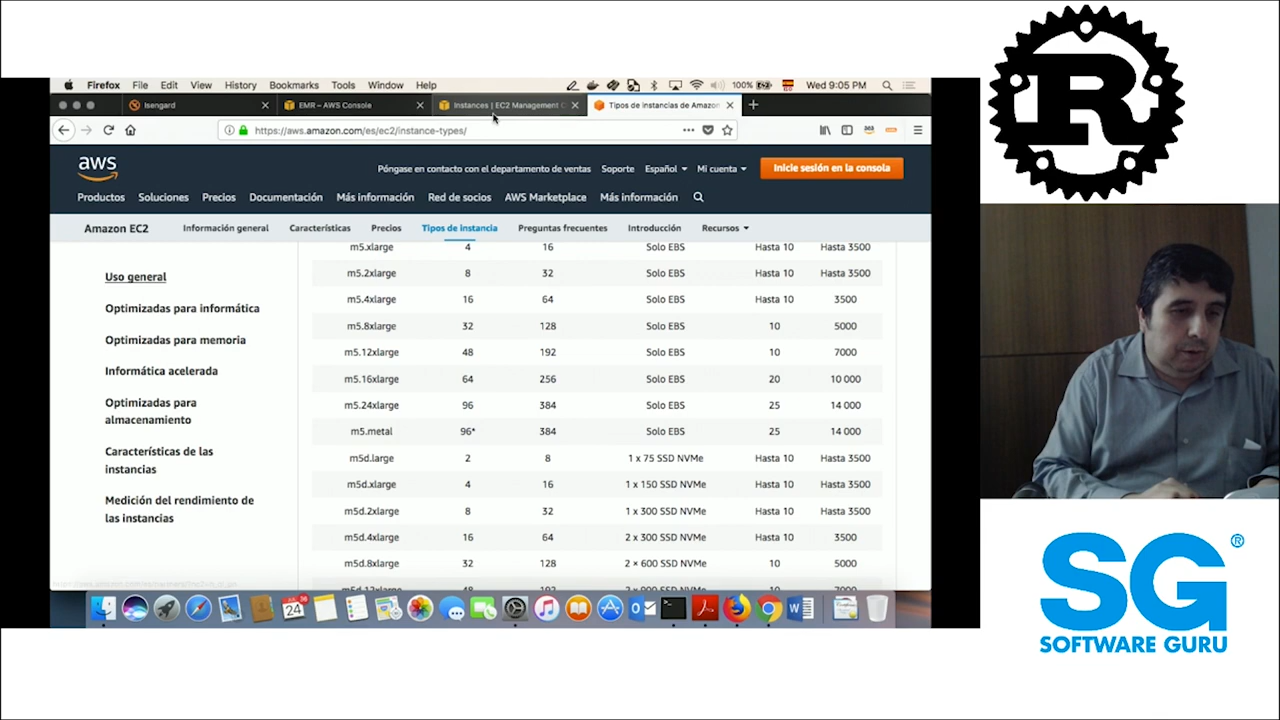 Firefox File Edit View History Bookmarks Tools Window Help 100% Wed 9:05 PM
Isengard EMR – AWS Console Instances | EC2 Management C Tipos de instancias de Amazon
https://aws.amazon.com/es/ec2/instance-types/
aws
Póngase en contacto con el departamento de ventas Soporte Español Mi cuenta Inicie sesión en la consola
Productos Soluciones Precios Documentación Más información Red de socios AWS Marketplace Más información
Amazon EC2 Información general Características Precios Tipos de instancia Preguntas frecuentes Introducción Recursos
Uso general
Optimizadas para informática
Optimizadas para memoria
Informática acelerada
Optimizadas para
almacenamiento
Características de las
instancias
Medición del rendimiento de
las instancias
m5.xlarge 4 16 Solo EBS Hasta 10 Hasta 3500
m5.2xlarge 8 32 Solo EBS Hasta 10 Hasta 3500
m5.4xlarge 16 64 Solo EBS Hasta 10 3500
m5.8xlarge 32 128 Solo EBS 10 5000
m5.12xlarge 48 192 Solo EBS 10 7000
m5.16xlarge 64 256 Solo EBS 20 10 000
m5.24xlarge 96 384 Solo EBS 25 14 000
m5.metal 96* 384 Solo EBS 25 14 000
m5d.large 2 8 1 x 75 SSD NVMe Hasta 10 Hasta 3500
m5d.xlarge 4 16 1 x 150 SSD NVMe Hasta 10 Hasta 3500
m5d.2xlarge 8 32 1 x 300 SSD NVMe Hasta 10 Hasta 3500
m5d.4xlarge 16 64 2 x 300 SSD NVMe Hasta 10 3500
m5d.8xlarge 32 128 2 × 600 SSD NVMe 10 5000
24
R
SG®
SOFTWARE GURU